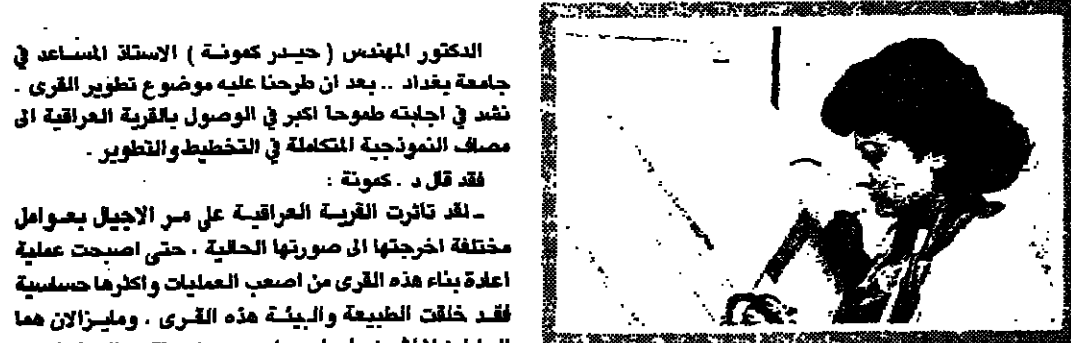 الدكتور المهندس ( حيدر كمونة ) الاستاذ المساعد في
جامعة بغداد .. بعد ان طرحنا عليه موضوع تطوير القرى .
نشد في اجابته طموحا اكبر في الوصول بالقرية العراقية الى
مصاف النموذجية المتكاملة في التخطيط والتطوير .
فقد قال د . كمونة :
ـ لقد تاثرت القرية العراقية على مر الاجيال بعوامل
مختلفة اخرجتها الى صورتها الحالية . حتى اصبحت عملية
اعادة بناء هذه القرى من اصعب العمليات واكثرها حساسية
فقد خلقت الطبيعة والبيئة هذه القرى . ومايزالان هما